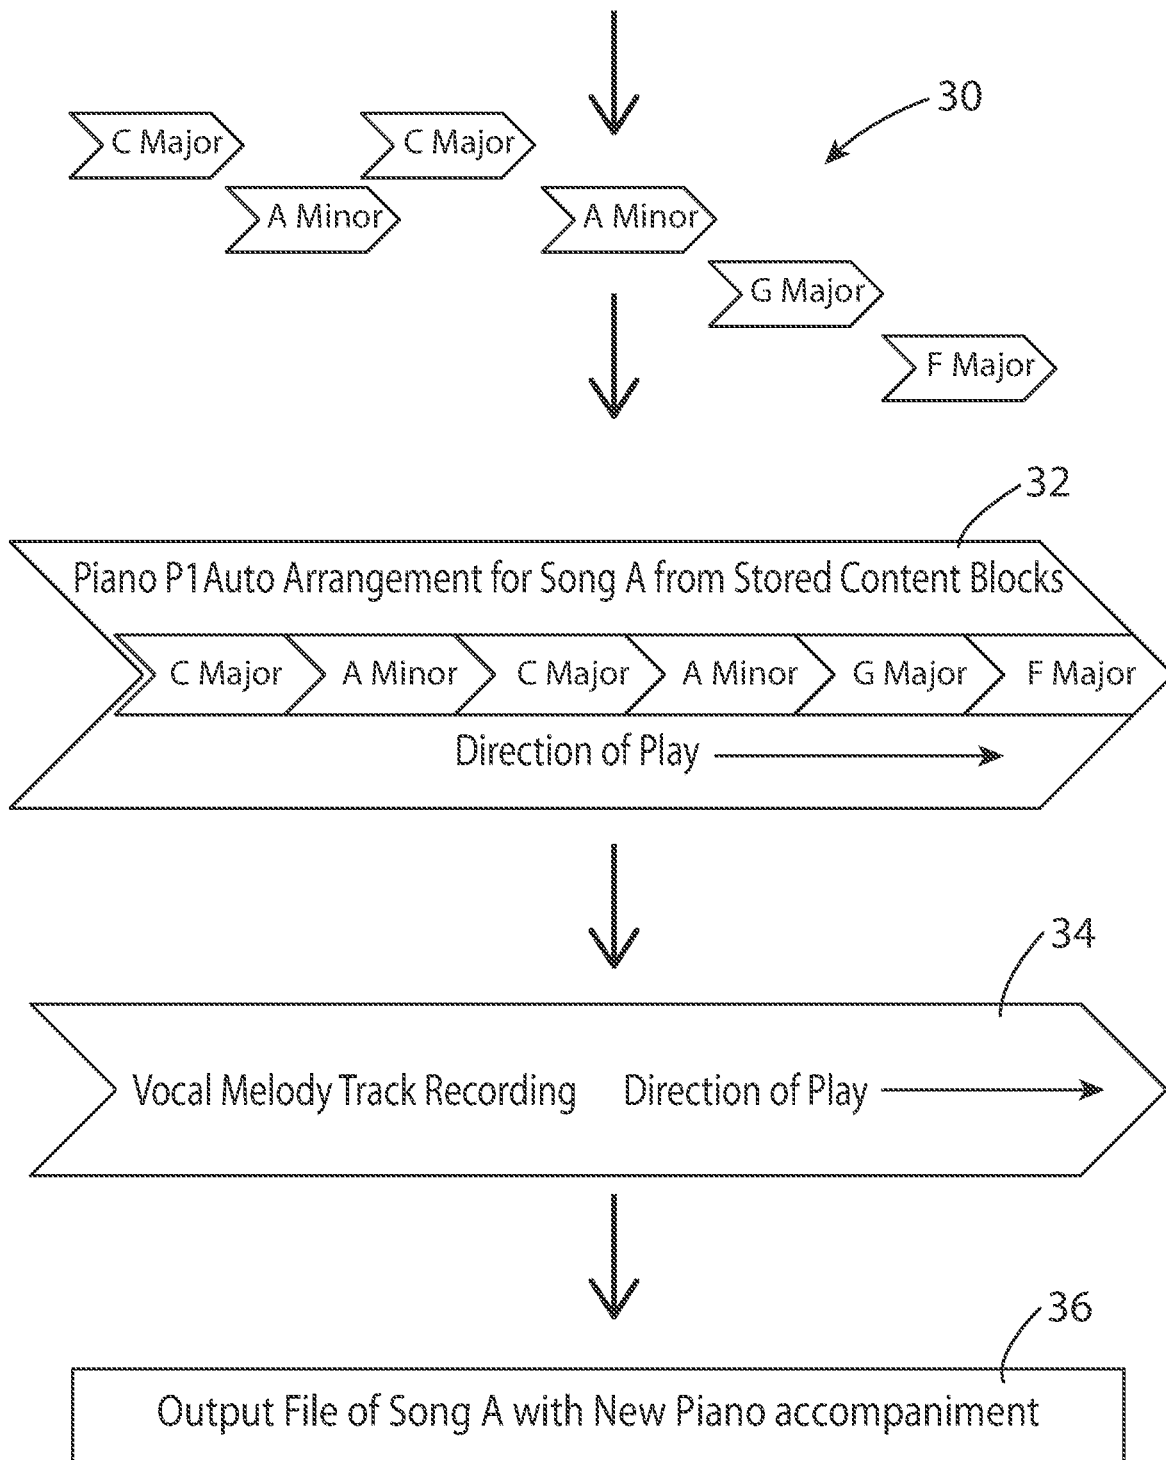 30
C Major
C Major
A Minor
A Minor
G Major
F Major
32
Piano P1Auto Arrangement for Song A from Stored Content Blocks
C Major A Minor C Major A Minor G Major F Major
Direction of Play
34
Vocal Melody Track Recording Direction of Play
36
Output File of Song A with New Piano accompaniment